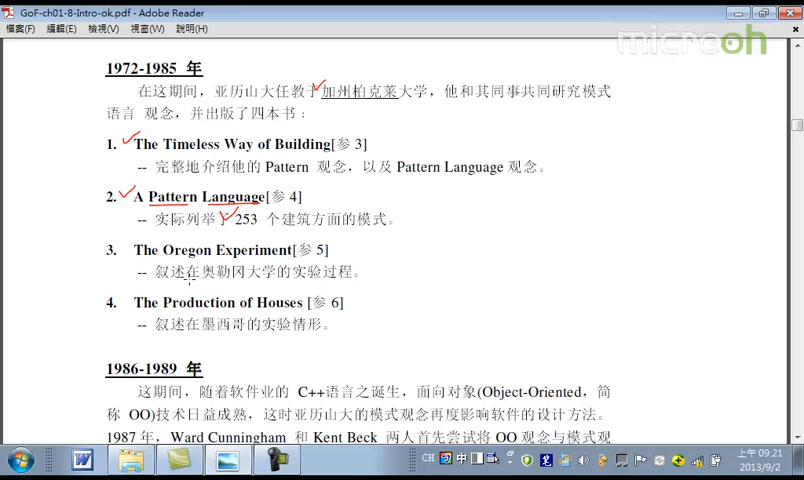 GoF-ch01-8-Intro-ok.pdf - Adobe Reader
檔案(F) 編輯(E) 檢視(V) 視窗(W) 說明(H)
microoh
1972-1985 年
在这期间，亚历山大任教于加州柏克莱大学，他和其同事共同研究模式
语言 观念，并出版了四本书：
1. The Timeless Way of Building[参 3]
-- 完整地介绍他的 Pattern 观念，以及 Pattern Language 观念。
2. A Pattern Language[参 4]
-- 实际列举了 253 个建筑方面的模式。
3. The Oregon Experiment[参 5]
-- 叙述在奥勒冈大学的实验过程。
4. The Production of Houses [参 6]
-- 叙述在墨西哥的实验情形。
1986-1989 年
这期间，随着软件业的 C++语言之诞生，面向对象(Object-Oriented，简
称 OO)技术日益成熟，这时亚历山大的模式观念再度影响软件的设计方法。
1987 年，Ward Cunningham 和 Kent Beck 两人首先尝试将 OO 观念与模式观
CH 中 上午 09:21
2013/9/2